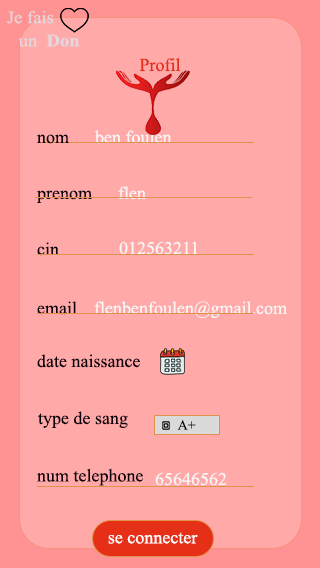 Je fais
un Don
Profil
nom ben foulen
prenom flen
cin 012563211
email flenbenfoulen@gmail.com
date naissance
type de sang A+
num telephone 65646562
se connecter